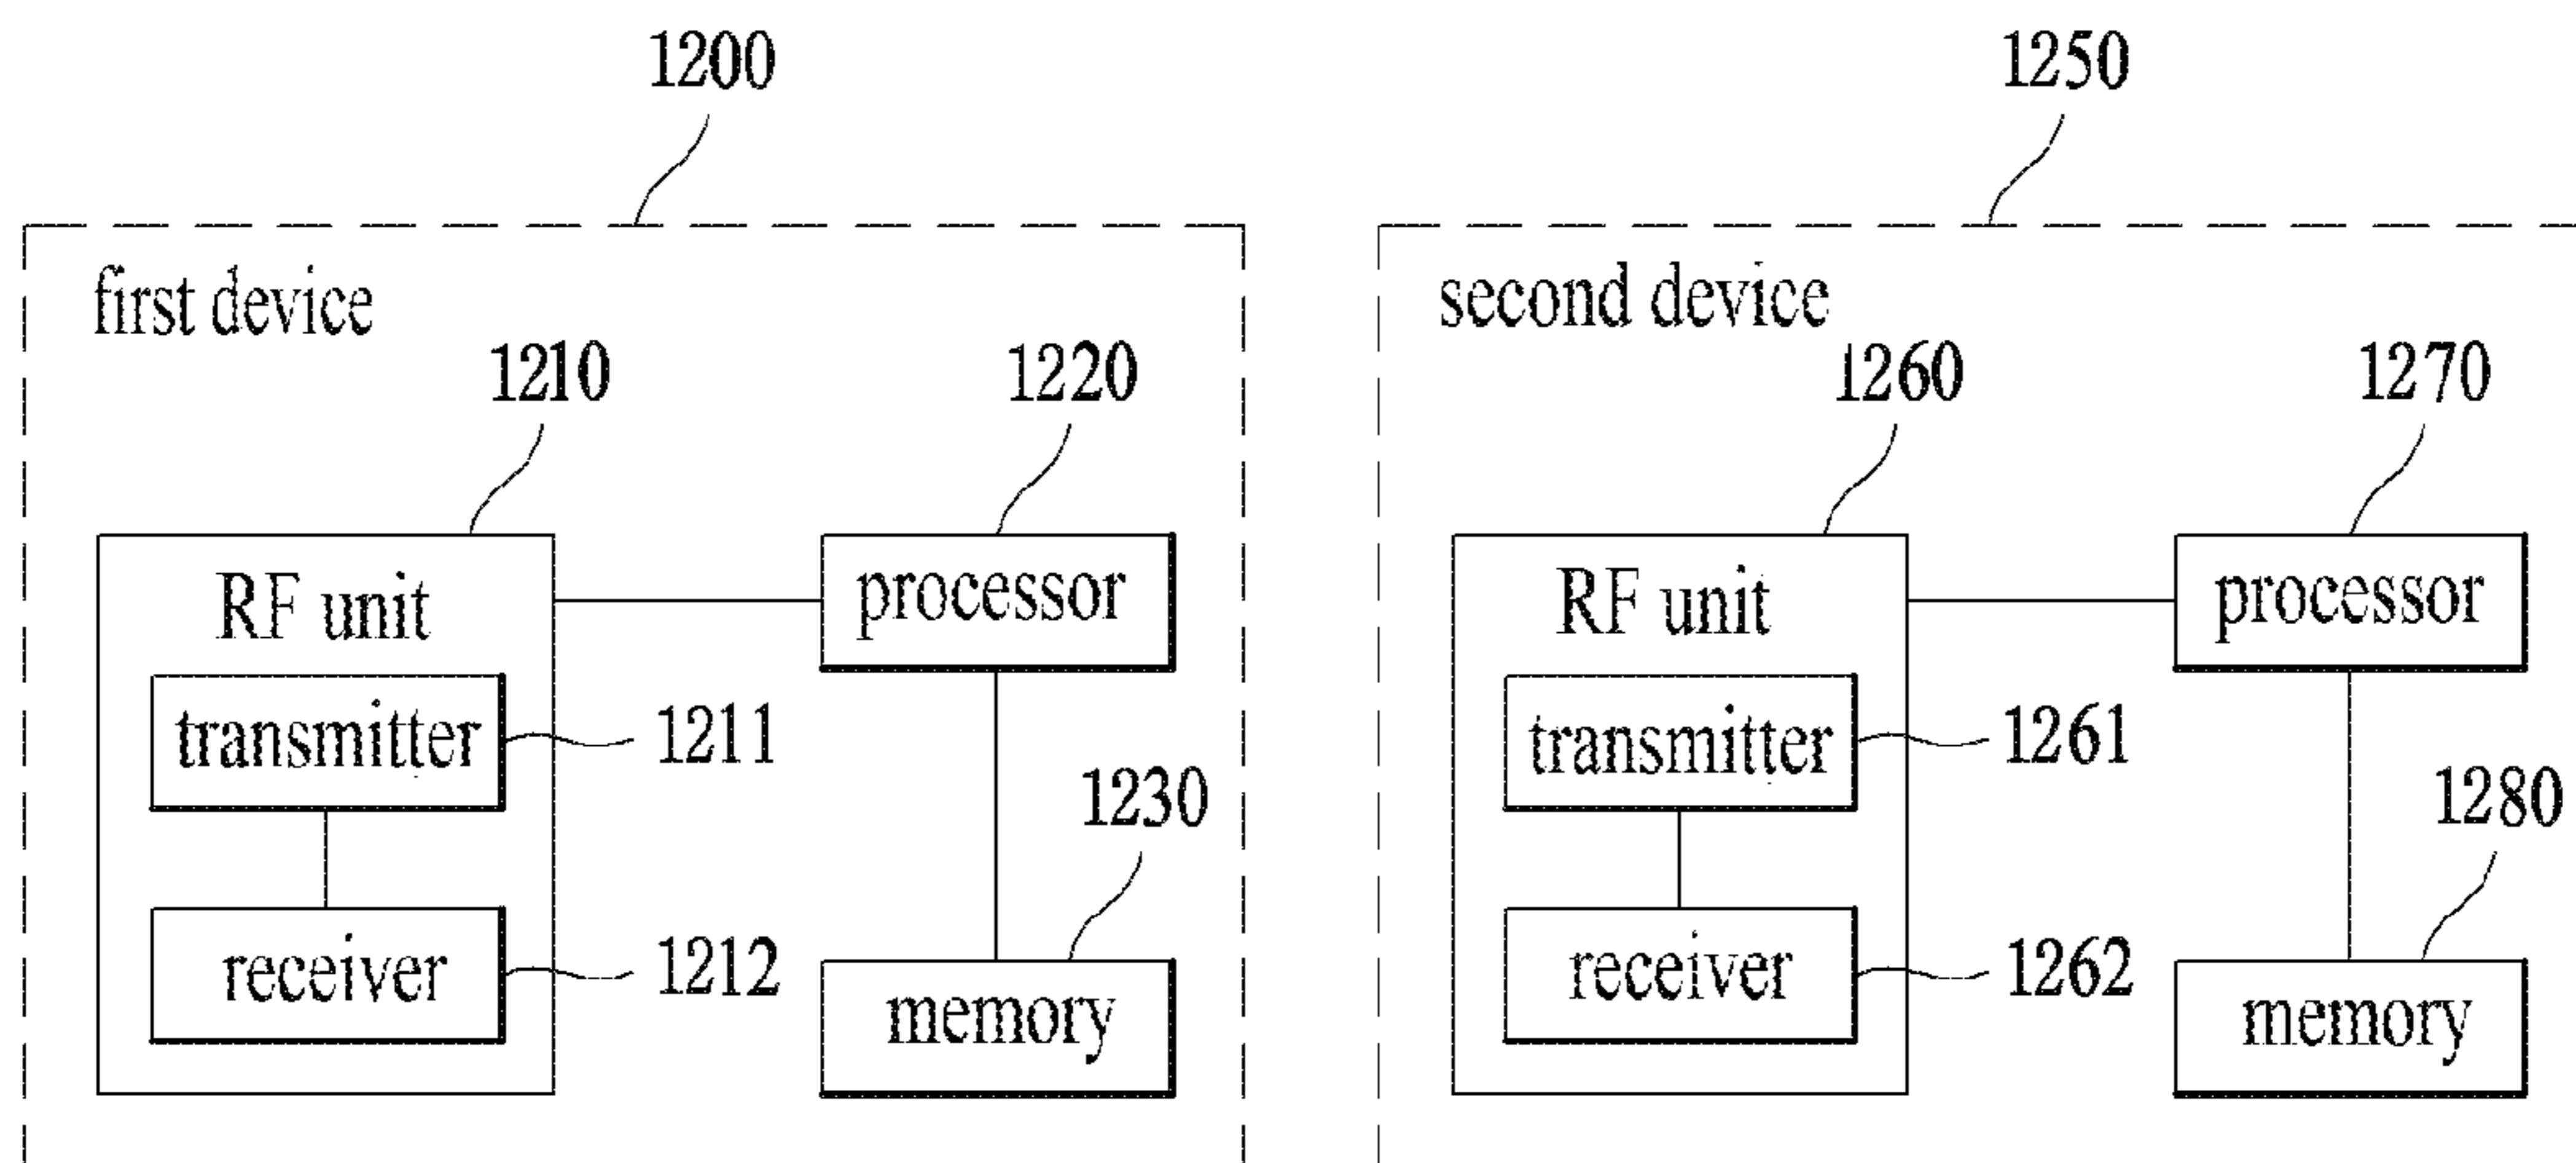 1200
1250
first device
second device
1210
1220
1260
1270
RF unit
processor
RF unit
processor
transmitter
1211
transmitter
1261
1230
1280
receiver
1212
memory
receiver
1262
memory